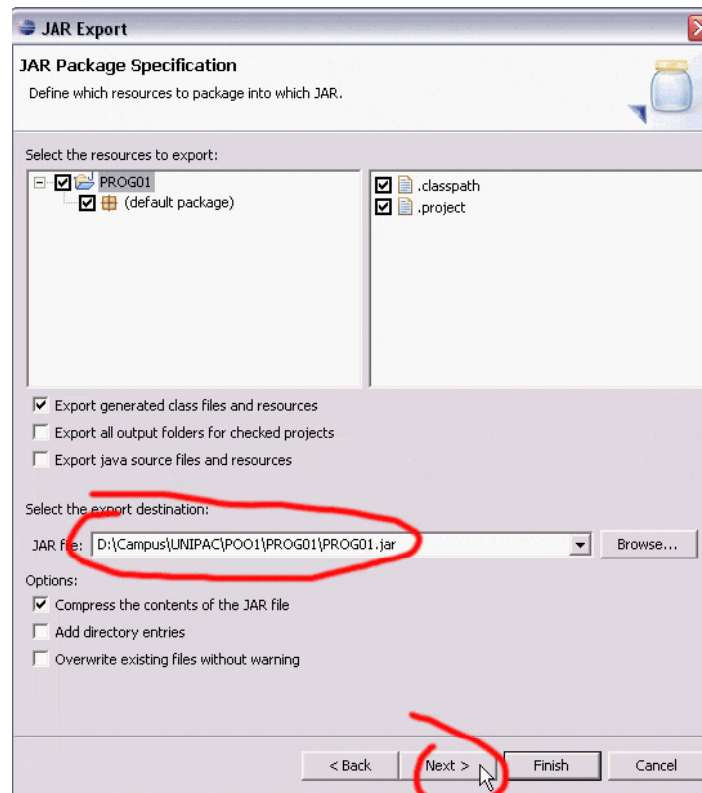 JAR Export
JAR Package Specification
Define which resources to package into which JAR.
Select the resources to export:
PROG01
(default package)
.classpath
.project
Export generated class files and resources
Export all output folders for checked projects
Export java source files and resources
Select the export destination:
JAR file: D:\Campus\UNIPAC\POO1\PROG01\PROG01.jar Browse...
Options:
Compress the contents of the JAR file
Add directory entries
Overwrite existing files without warning
< Back Next > Finish Cancel